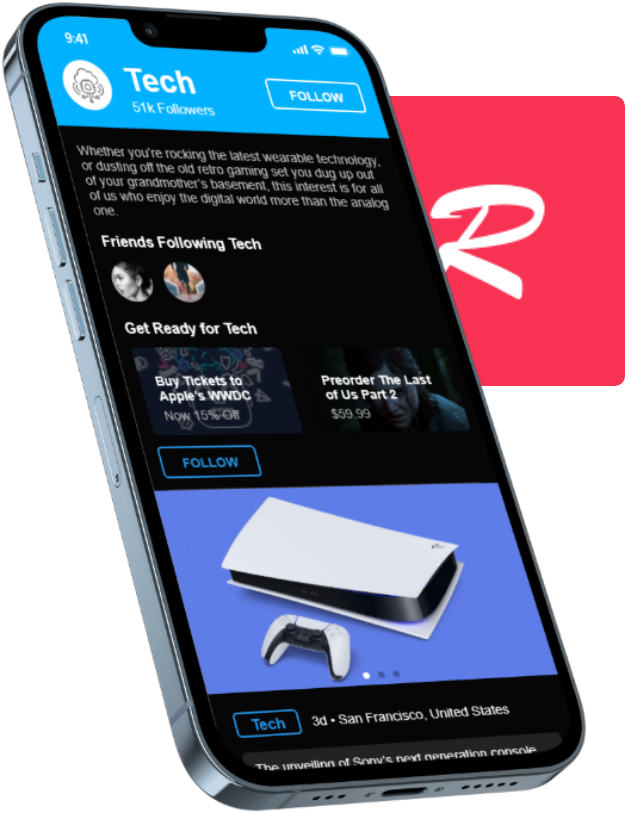 9:41
Tech
51k Followers
FOLLOW
Whether you're rocking the latest wearable technology,
or dusting off the old retro gaming set you dug up out
of your grandmother's basement, this interest is for all
of us who enjoy the digital world more than the analog
one.
Friends Following Tech
Get Ready for Tech
Buy Tickets to
Apple's WWDC
Now 15% Off
Preorder The Last
of Us Part 2
$59.99
FOLLOW
Tech
3d • San Francisco, United States
The unveiling of Sony's next generation console
R